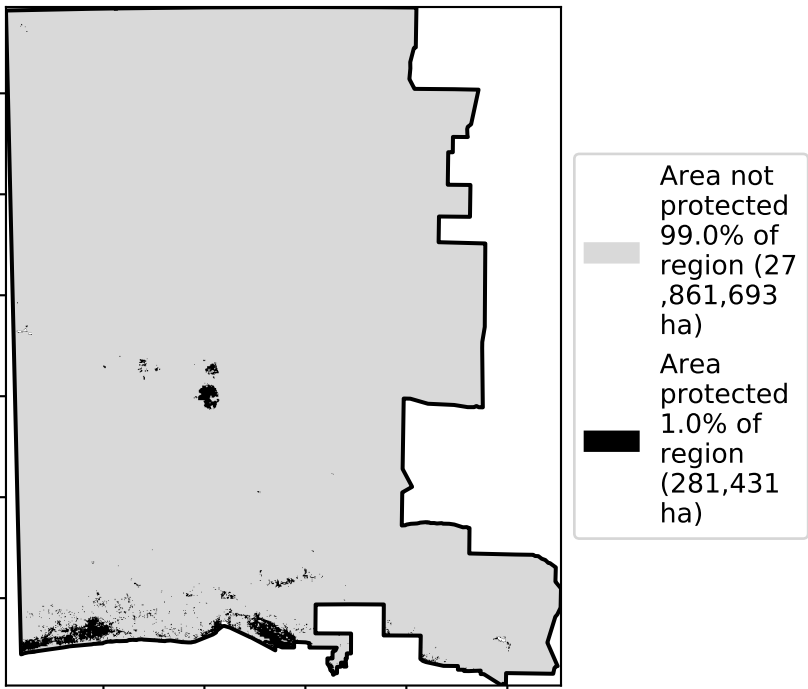 Area not
protected
99.0% of
region (27
,861,693
ha)
Area
protected
1.0% of
region
(281,431
ha)